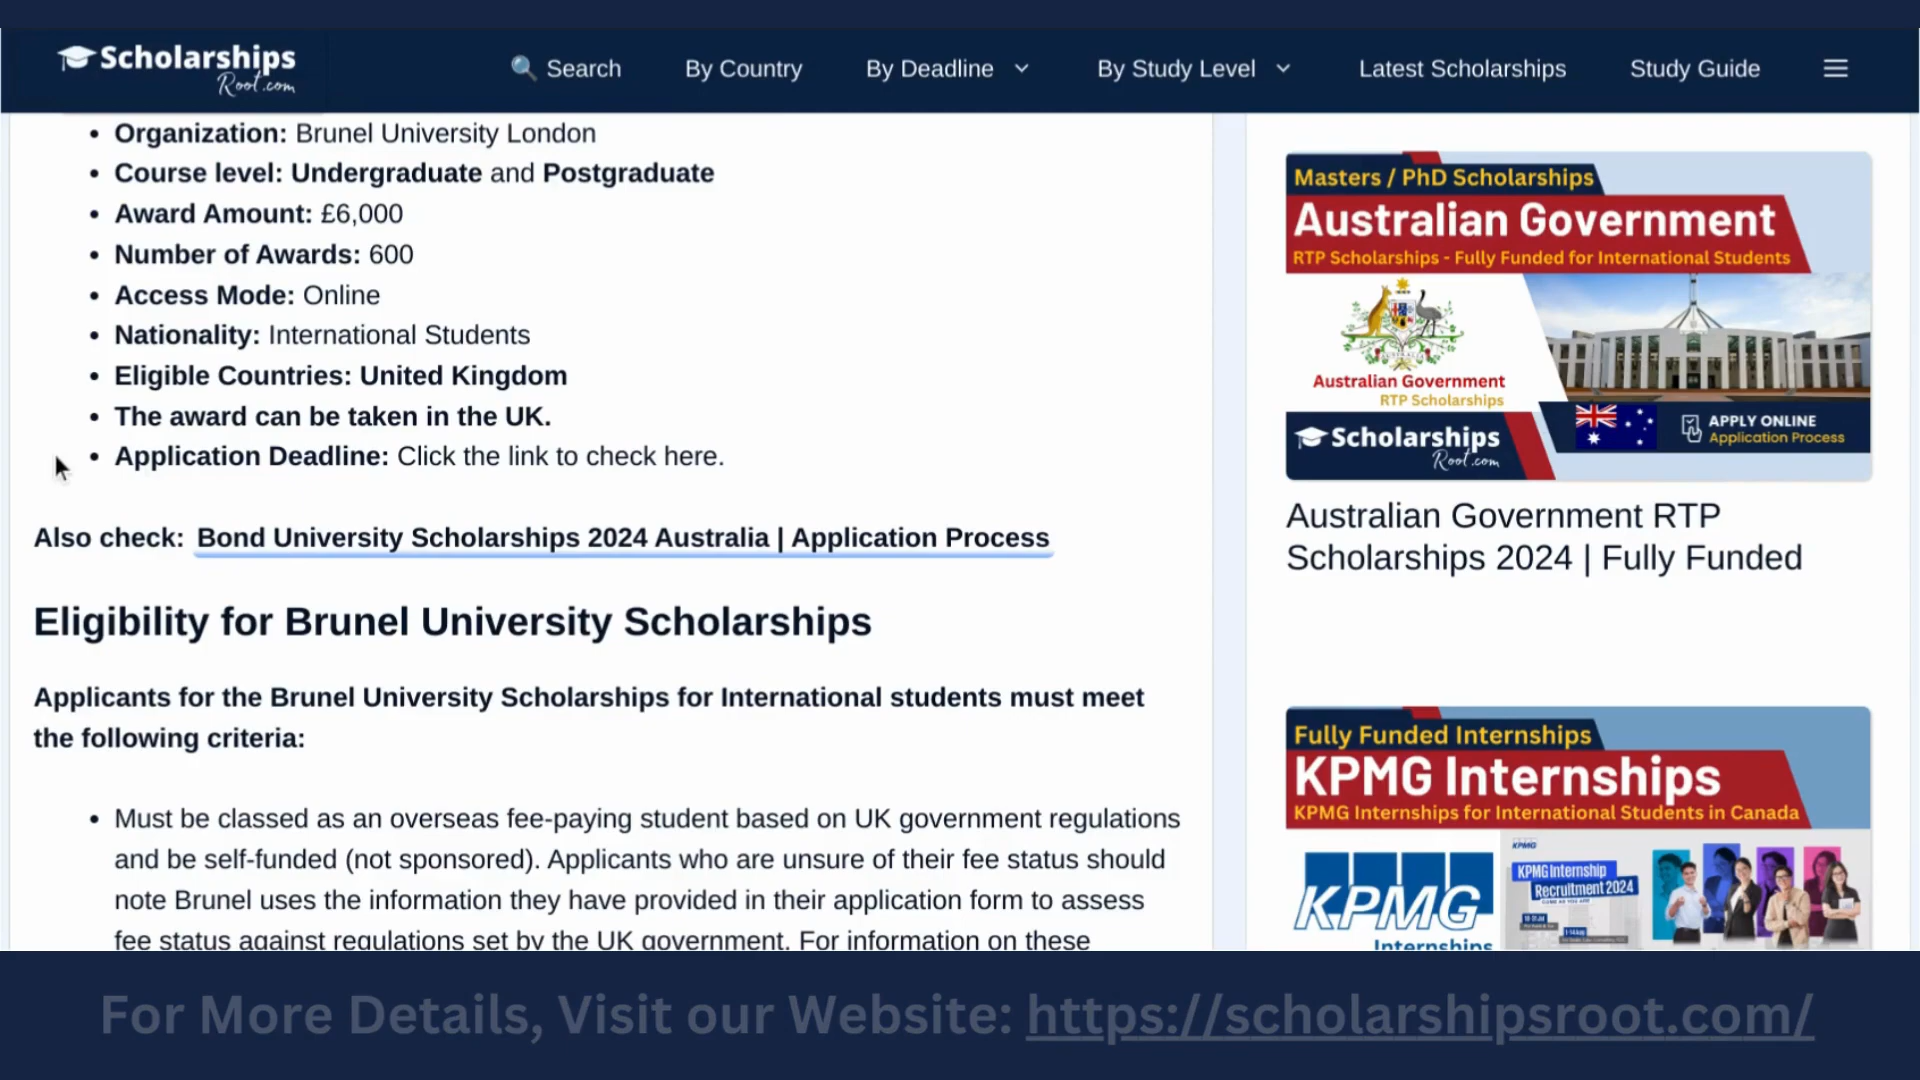 Scholarships
Root.com
🔍 Search
By Country
By Deadline
By Study Level
Latest Scholarships
Study Guide
• Organization: Brunel University London
• Course level: Undergraduate and Postgraduate
• Award Amount: £6,000
• Number of Awards: 600
• Access Mode: Online
• Nationality: International Students
• Eligible Countries: United Kingdom
• The award can be taken in the UK.
• Application Deadline: Click the link to check here.
Also check: Bond University Scholarships 2024 Australia | Application Process
Eligibility for Brunel University Scholarships
Applicants for the Brunel University Scholarships for International students must meet
the following criteria:
• Must be classed as an overseas fee-paying student based on UK government regulations
and be self-funded (not sponsored). Applicants who are unsure of their fee status should
note Brunel uses the information they have provided in their application form to assess
fee status against regulations set by the UK government. For information on these
Masters / PhD Scholarships
Australian Government
RTP Scholarships - Fully Funded for International Students
Australian Government
RTP Scholarships
Scholarships
Root.com
APPLY ONLINE
Application Process
Australian Government RTP
Scholarships 2024 | Fully Funded
Fully Funded Internships
KPMG Internships
KPMG Internships for International Students in Canada
KPMG
KPMG
Internships
KPMG Internship
Recruitment 2024
For More Details, Visit our Website: https://scholarshipsroot.com/